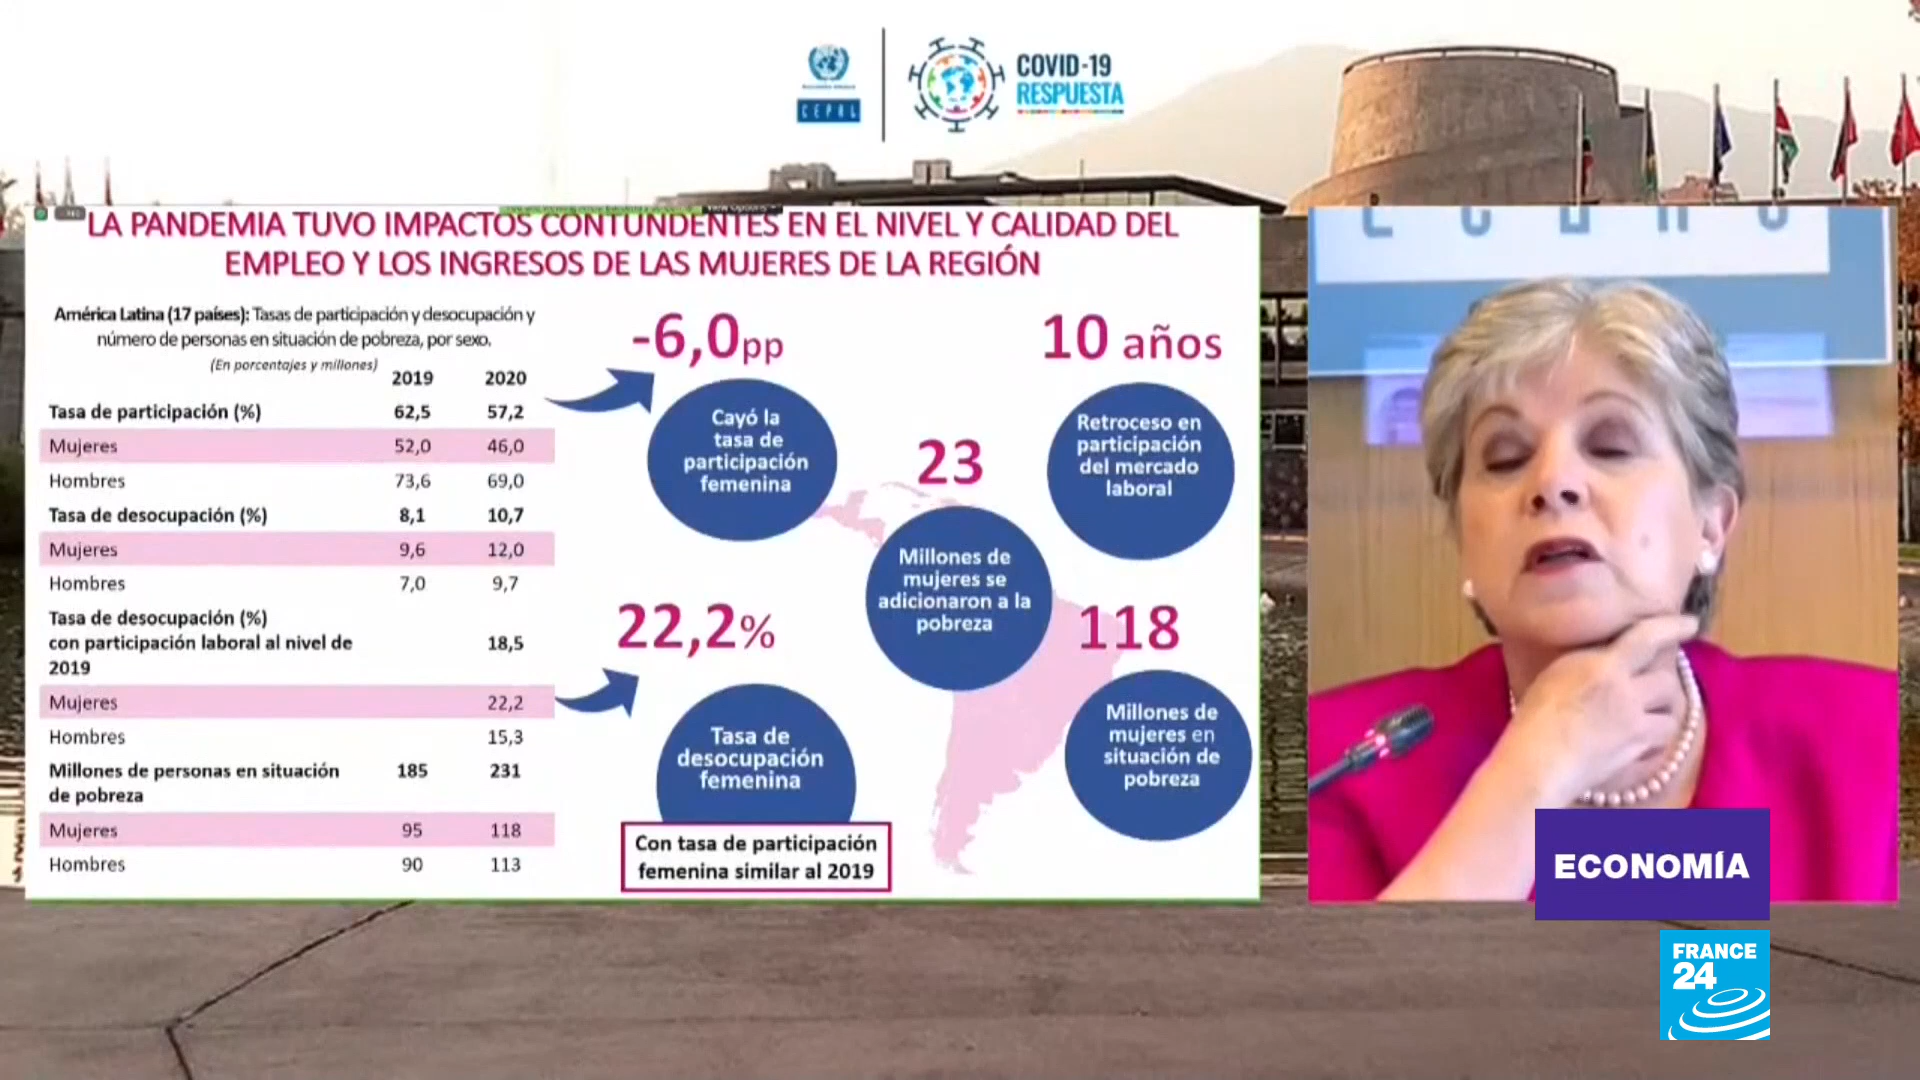 CEPAL
COVID-19
RESPUESTA
LA PANDEMIA TUVO IMPACTOS CONTUNDENTES EN EL NIVEL Y CALIDAD DEL
EMPLEO Y LOS INGRESOS DE LAS MUJERES DE LA REGIÓN
América Latina (17 países): Tasas de participación y desocupación y
número de personas en situación de pobreza, por sexo.
(En porcentajes y millones)
2019 2020
Tasa de participación (%) 62,5 57,2
Mujeres 52,0 46,0
Hombres 73,6 69,0
Tasa de desocupación (%) 8,1 10,7
Mujeres 9,6 12,0
Hombres 7,0 9,7
Tasa de desocupación (%)
con participación laboral al nivel de 18,5
2019
Mujeres 22,2
Hombres 15,3
Millones de personas en situación 185 231
de pobreza
Mujeres 95 118
Hombres 90 113
-6,0pp
Cayó la
tasa de
participación
femenina
10 años
Retroceso en
participación
del mercado
laboral
23
Millones de
mujeres se
adicionaron a la
pobreza
22,2%
Tasa de
desocupación
femenina
Con tasa de participación
femenina similar al 2019
118
Millones de
mujeres en
situación de
pobreza
ECONOMÍA
FRANCE
24